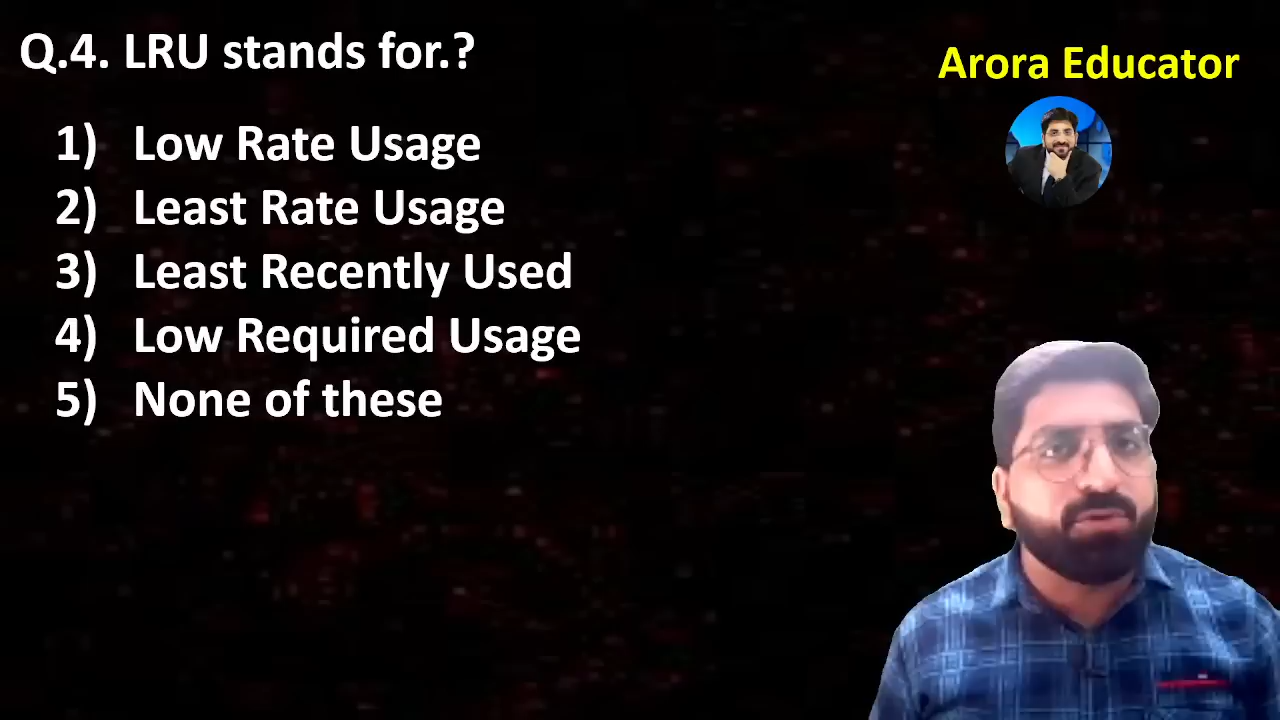 Q.4. LRU stands for.?
Arora Educator
1) Low Rate Usage
2) Least Rate Usage
3) Least Recently Used
4) Low Required Usage
5) None of these